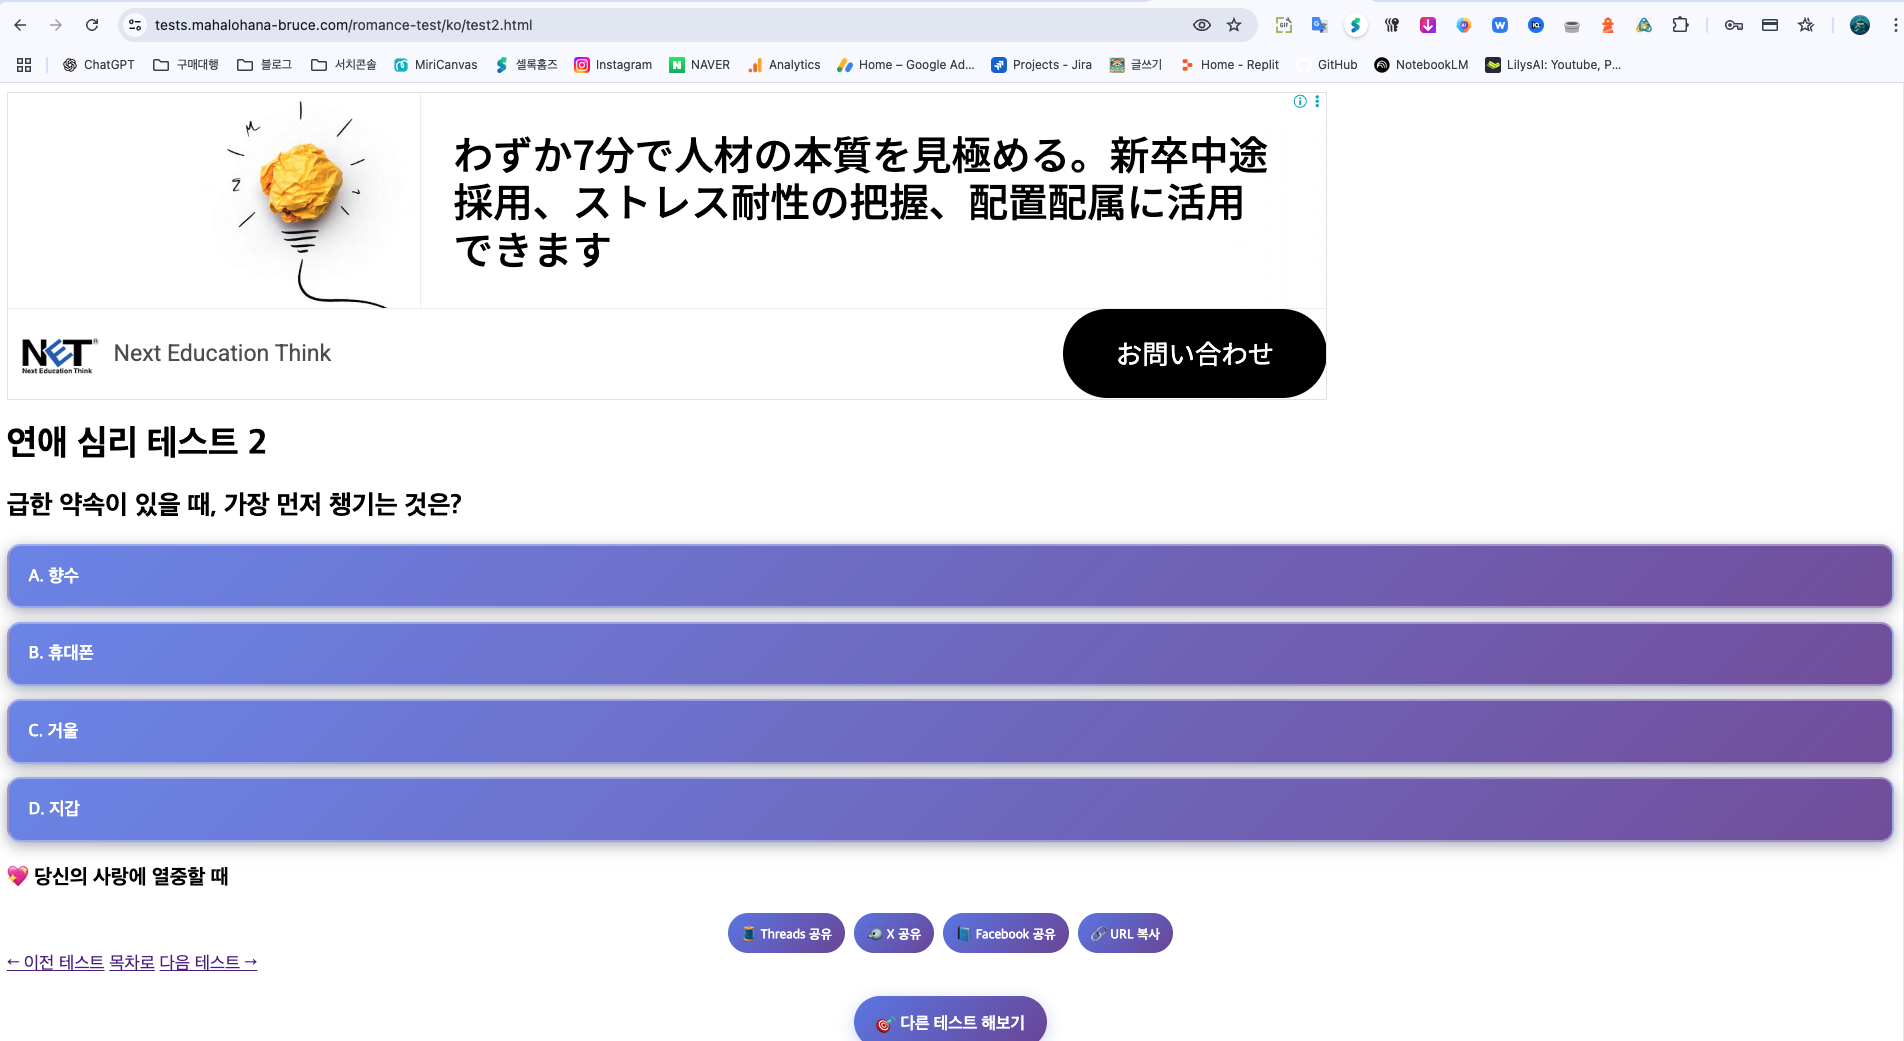 tests.mahalohana-bruce.com/romance-test/ko/test2.html
ChatGPT 구매대행 블로그 서치콘솔 MiriCanvas 셀록홈즈 Instagram NAVER Analytics Home – Google Ad... Projects - Jira 글쓰기 Home - Replit GitHub NotebookLM LilysAI: Youtube, P...
わずか7分で人材の本質を見極める。新卒中途
採用、ストレス耐性の把握、配置配属に活用
できます
NET®
Next Education Think
Next Education Think
お問い合わせ
연애 심리 테스트 2
급한 약속이 있을 때, 가장 먼저 챙기는 것은?
A. 향수
B. 휴대폰
C. 거울
D. 지갑
💖 당신의 사랑에 열중할 때
🧵 Threads 공유 🐦 X 공유 📘 Facebook 공유 🔗 URL 복사
← 이전 테스트 목차로 다음 테스트 →
🎯 다른 테스트 해보기